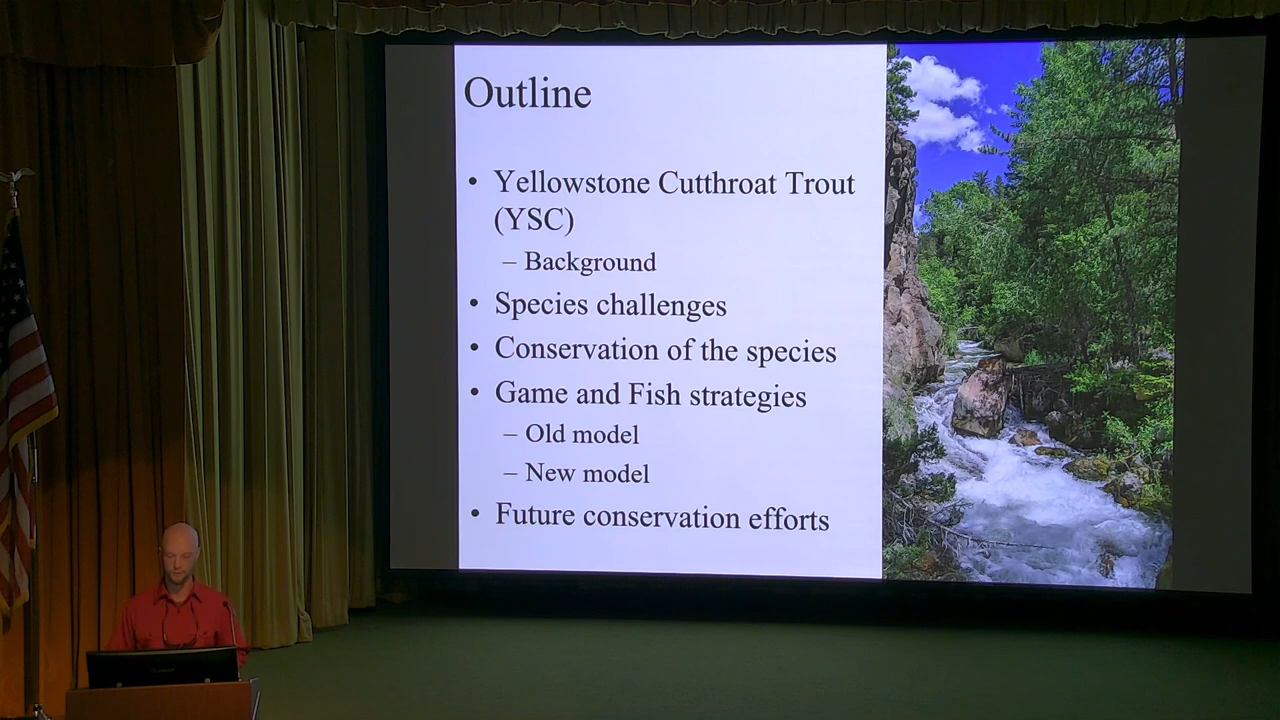 Outline
• Yellowstone Cutthroat Trout
(YSC)
– Background
• Species challenges
• Conservation of the species
• Game and Fish strategies
– Old model
– New model
• Future conservation efforts